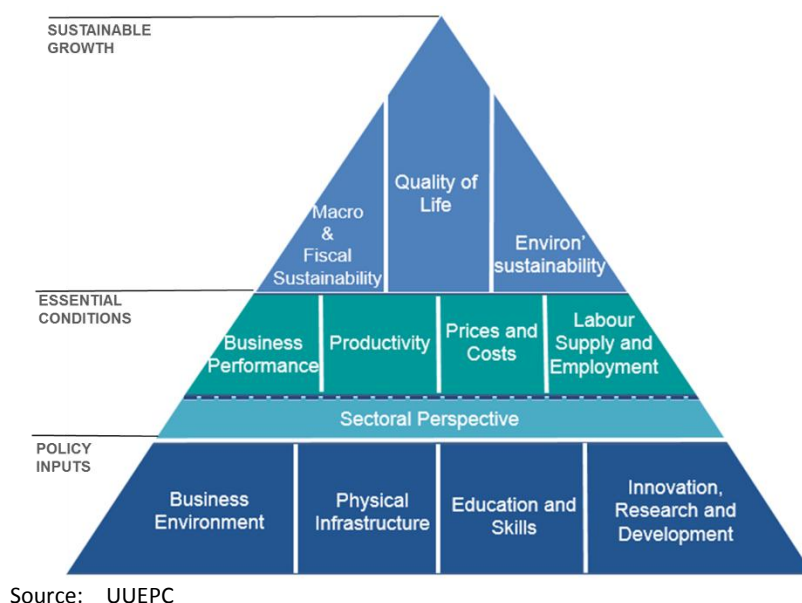 SUSTAINABLE
GROWTH
Quality of
Life
Macro
&
Fiscal
Sustainability
Environ'
sustainability
ESSENTIAL
CONDITIONS
Business
Performance
Productivity
Prices and
Costs
Labour
Supply and
Employment
Sectoral Perspective
POLICY
INPUTS
Business
Environment
Physical
Infrastructure
Education and
Skills
Innovation,
Research and
Development
Source: UUEPC